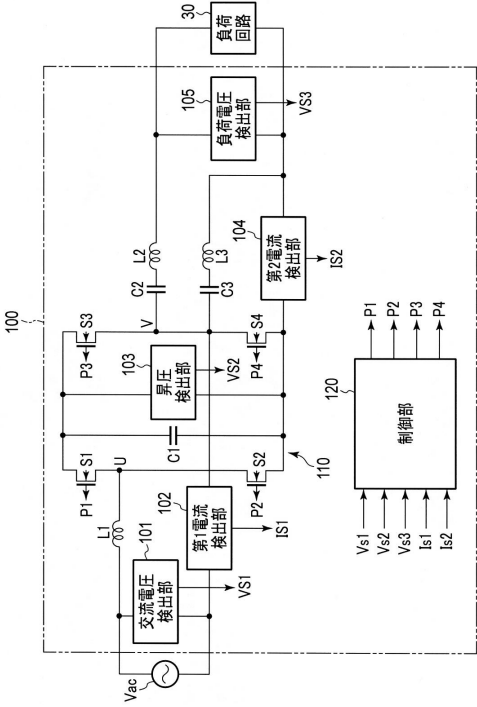 100
30
負荷
回路
105
負荷電圧
検出部
VS3
L2
C2
L3
C3
104
第2電流
検出部
IS2
S3
P3
V
S4
P4
103
昇圧
検出部
VS2
C1
110
S1
P1
U
S2
P2
L1
102
第1電流
検出部
IS1
101
交流電圧
検出部
VS1
Vac
120
制御部
Vs1
Vs2
Vs3
Is1
Is2
P1
P2
P3
P4